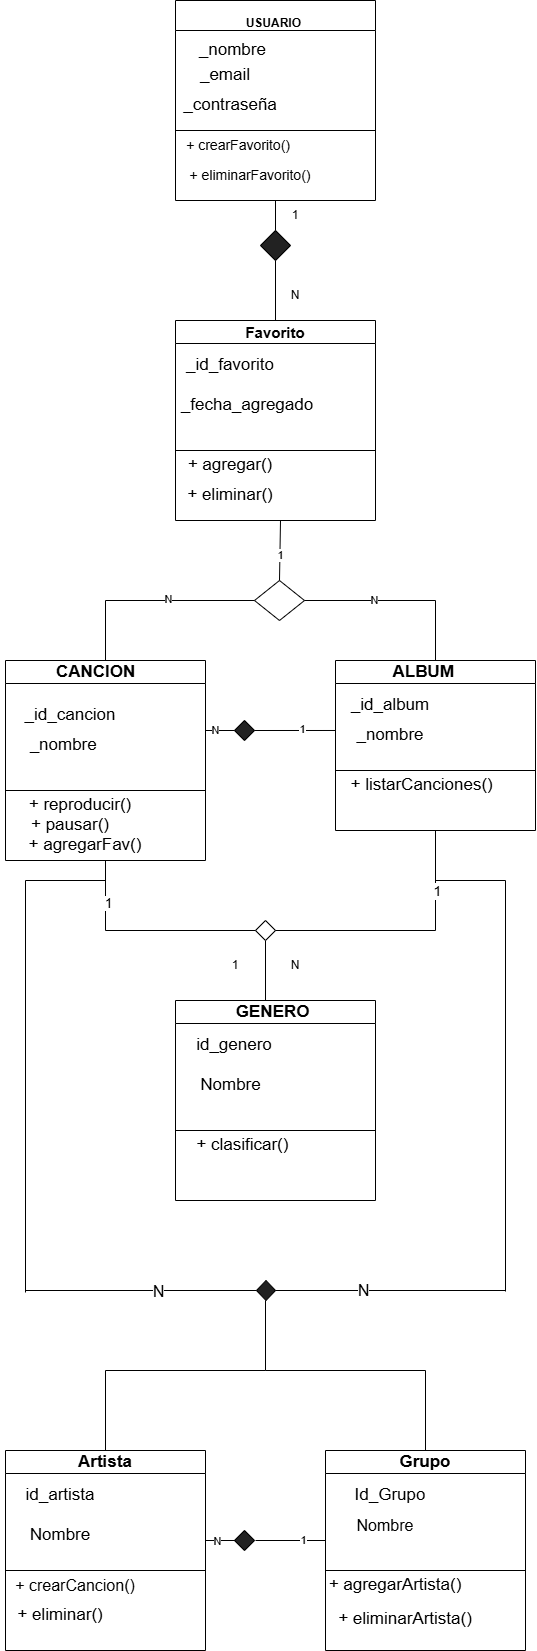 USUARIO
_nombre
_email
_contraseña
+ crearFavorito()
+ eliminarFavorito()
1
N
Favorito
_id_favorito
_fecha_agregado
+ agregar()
+ eliminar()
1
N N
CANCION
_id_cancion
_nombre
+ reproducir()
+ pausar()
+ agregarFav()
N 1
ALBUM
_id_album
_nombre
+ listarCanciones()
1 1
1 N
GENERO
id_genero
Nombre
+ clasificar()
N N
Artista
id_artista
Nombre
+ crearCancion()
+ eliminar()
N 1
Grupo
Id_Grupo
Nombre
+ agregarArtista()
+ eliminarArtista()